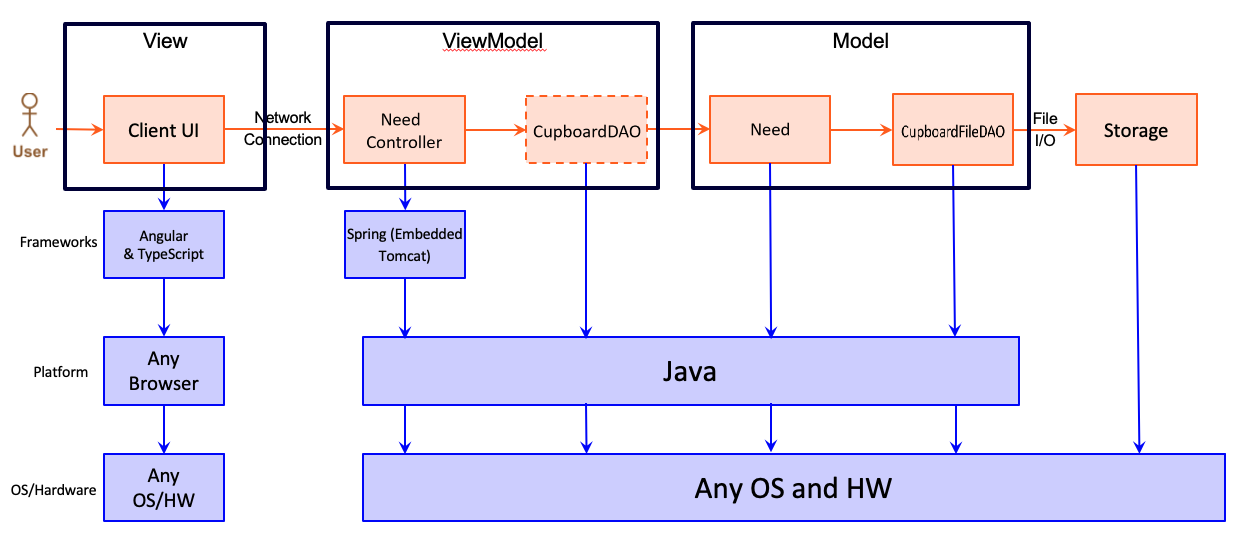 View
ViewModel
Model
User
Client UI
Network
Connection
Need
Controller
CupboardDAO
Need
CupboardFileDAO
File
I/O
Storage
Frameworks
Angular
& TypeScript
Spring (Embedded
Tomcat)
Platform
Any
Browser
Java
OS/Hardware
Any
OS/HW
Any OS and HW